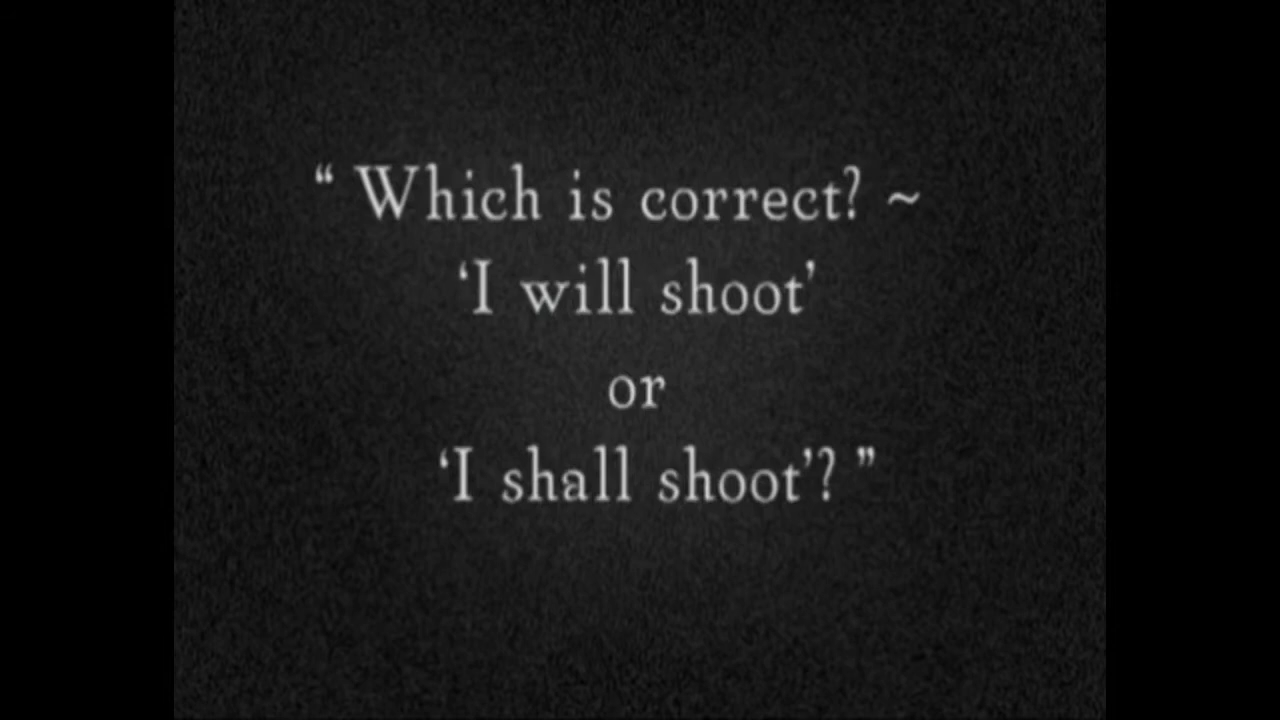 “ Which is correct? ~
‘I will shoot’
or
‘I shall shoot’? ”